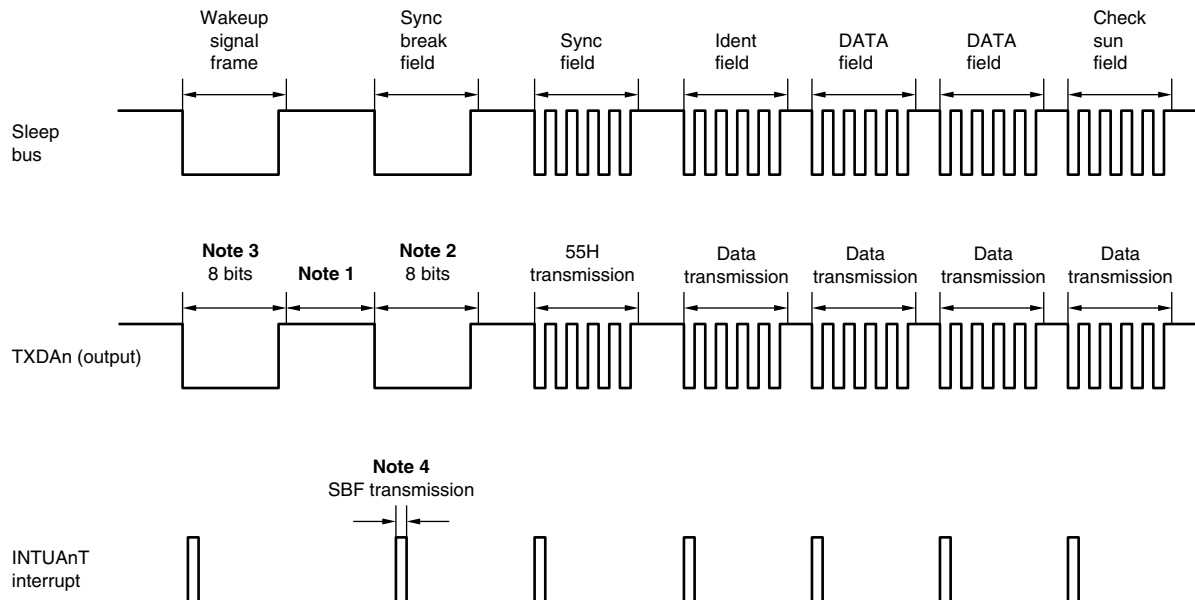 Wakeup
signal
frame
Sync
break
field
Sync
field
Ident
field
DATA
field
DATA
field
Check
sun
field
Sleep
bus
Note 3
8 bits
Note 1
Note 2
8 bits
55H
transmission
Data
transmission
Data
transmission
Data
transmission
Data
transmission
TXDAn (output)
Note 4
SBF transmission
INTUAnT
interrupt